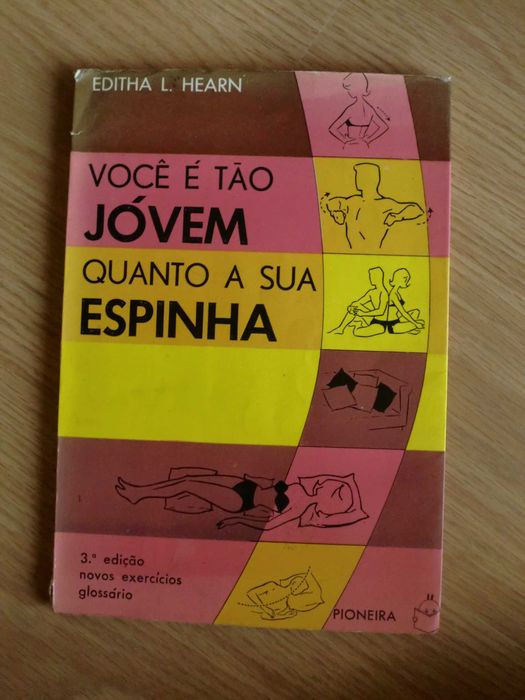 EDITHA L. HEARN
VOCÊ É TÃO
JÓVEM
QUANTO A SUA
ESPINHA
3.ª edição
novos exercícios
glossário
PIONEIRA